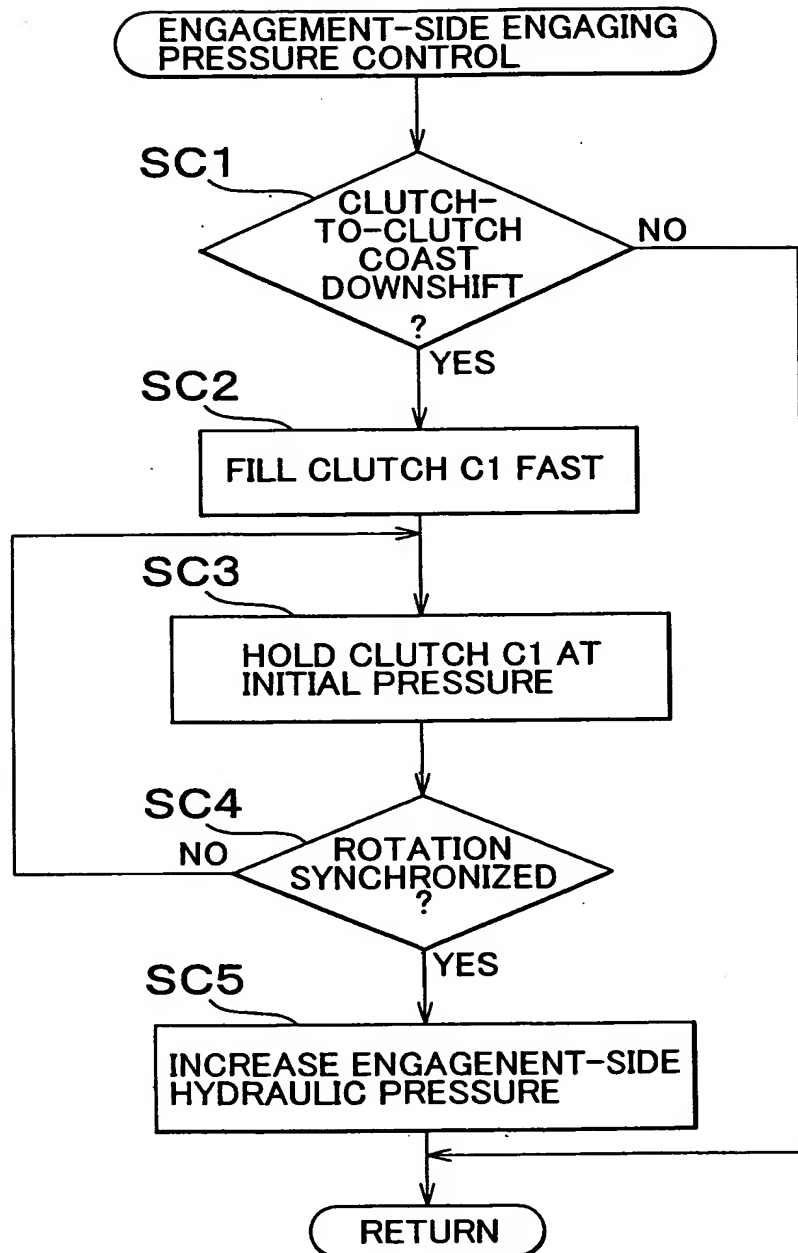 ENGAGEMENT-SIDE ENGAGING
PRESSURE CONTROL
SC1
CLUTCH-
TO-CLUTCH
COAST
DOWNSHIFT
?
NO
YES
SC2
FILL CLUTCH C1 FAST
SC3
HOLD CLUTCH C1 AT
INITIAL PRESSURE
SC4
NO
ROTATION
SYNCHRONIZED
?
YES
SC5
INCREASE ENGAGENENT-SIDE
HYDRAULIC PRESSURE
RETURN